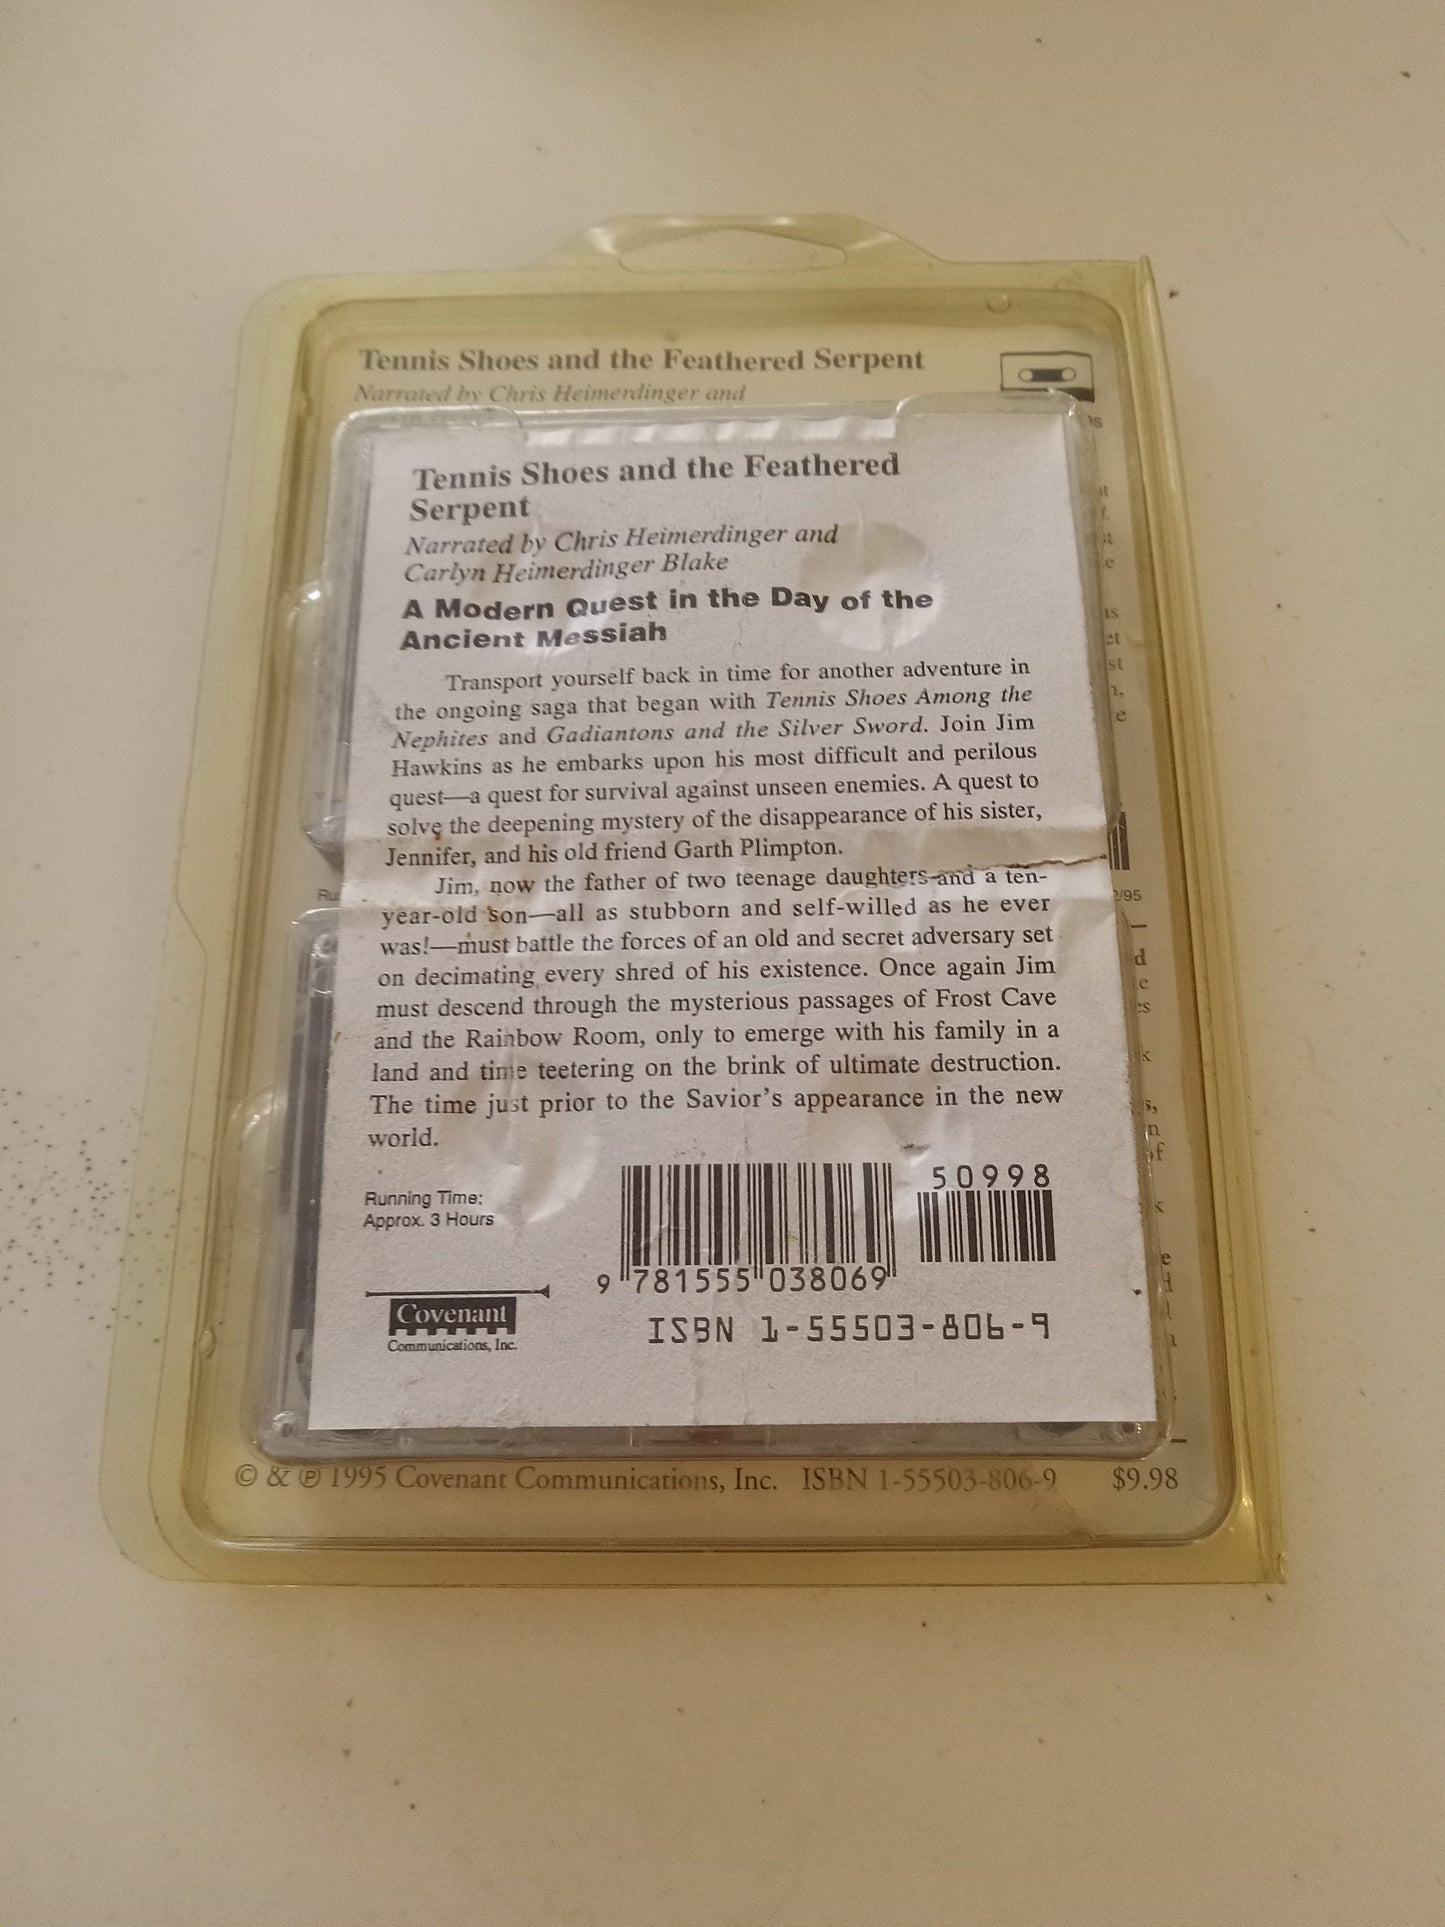 Tennis Shoes and the Feathered Serpent
Narrated by Chris Heimerdinger and
Tennis Shoes and the Feathered
Serpent
Narrated by Chris Heimerdinger and
Carlyn Heimerdinger Blake
A Modern Quest in the Day of the
Ancient Messiah
Transport yourself back in time for another adventure in
the ongoing saga that began with Tennis Shoes Among the
Nephites and Gadiantons and the Silver Sword. Join Jim
Hawkins as he embarks upon his most difficult and perilous
quest—a quest for survival against unseen enemies. A quest to
solve the deepening mystery of the disappearance of his sister,
Jennifer, and his old friend Garth Plimpton.
Jim, now the father of two teenage daughters and a ten-
year-old son—all as stubborn and self-willed as he ever
was!—must battle the forces of an old and secret adversary set
on decimating every shred of his existence. Once again Jim
must descend through the mysterious passages of Frost Cave
and the Rainbow Room, only to emerge with his family in a
land and time teetering on the brink of ultimate destruction.
The time just prior to the Savior's appearance in the new
world.
Running Time:
Approx. 3 Hours
50998
9 781555 038069
ISBN 1-55503-806-9
Covenant
Communications, Inc.
© & ℗ 1995 Covenant Communications, Inc. ISBN 1-55503-806-9 $9.98